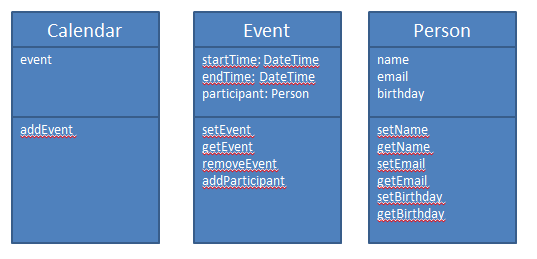 Calendar
event
addEvent
Event
startTime: DateTime
endTime: DateTime
participant: Person
setEvent
getEvent
removeEvent
addParticipant
Person
name
email
birthday
setName
getName
setEmail
getEmail
setBirthday
getBirthday